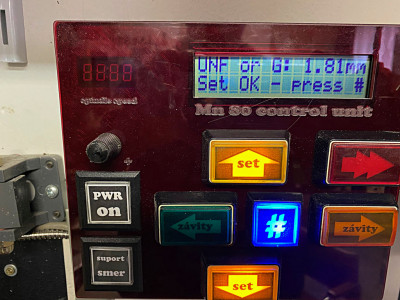 8888
UNF or G: 1.81mm
Set OK - press #
spindle speed
Mn 80 control unit
+
set
PWR
on
závity
#
závity
suport
smer
set